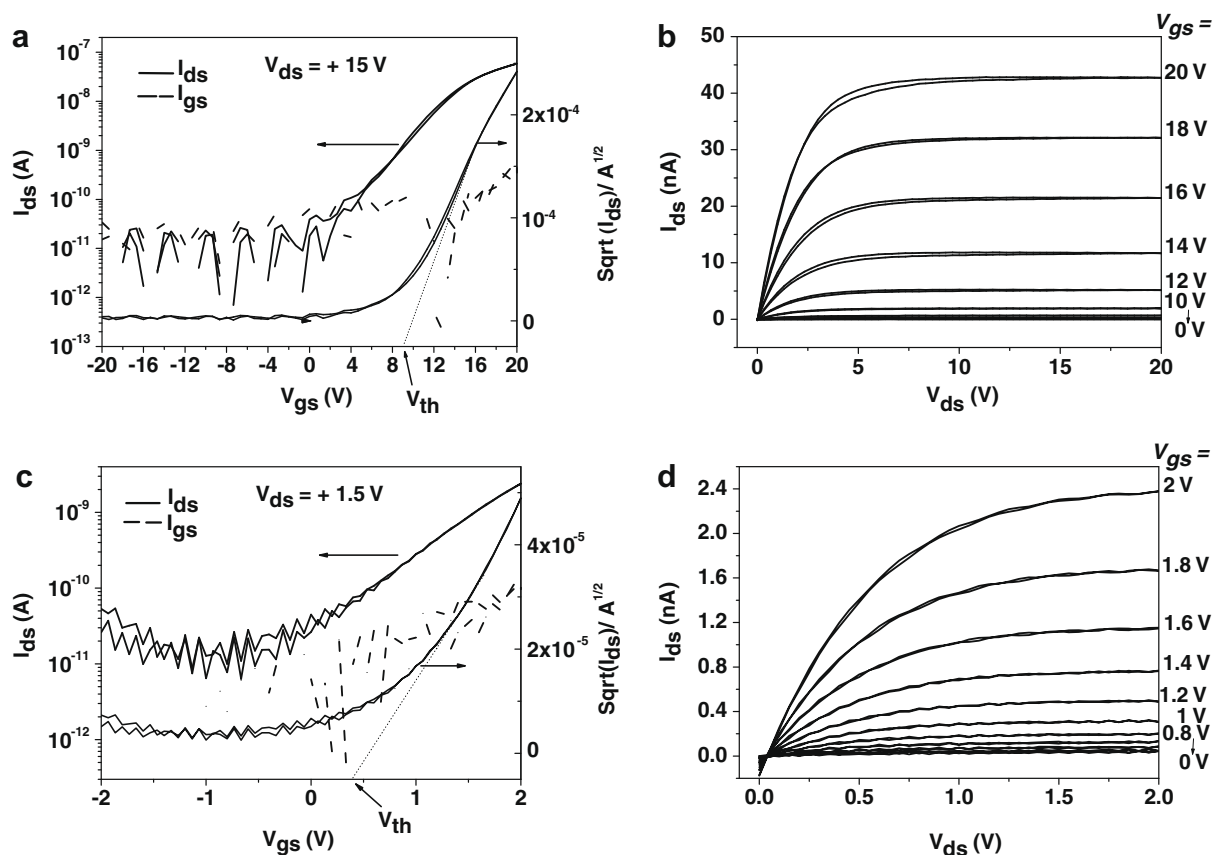 a
I_ds
I_gs
V_ds = + 15 V
I_ds (A)
10^-7
10^-8
10^-9
10^-10
10^-11
10^-12
10^-13
2x10^-4
10^-4
0
Sqrt (I_ds)/ A^1/2
-20 -16 -12 -8 -4 0 4 8 12 16 20
V_gs (V)
V_th
b
V_gs =
I_ds (nA)
50
40
30
20
10
0
20 V
18 V
16 V
14 V
12 V
10 V
0 V
0 5 10 15 20
V_ds (V)
c
I_ds
I_gs
V_ds = + 1.5 V
I_ds (A)
10^-9
10^-10
10^-11
10^-12
4x10^-5
2x10^-5
0
Sqrt(I_ds)/ A^1/2
-2 -1 0 1 2
V_gs (V)
V_th
d
V_gs =
I_ds (nA)
2.4
2.0
1.6
1.2
0.8
0.4
0.0
2 V
1.8 V
1.6 V
1.4 V
1.2 V
1 V
0.8 V
0 V
0.0 0.5 1.0 1.5 2.0
V_ds (V)